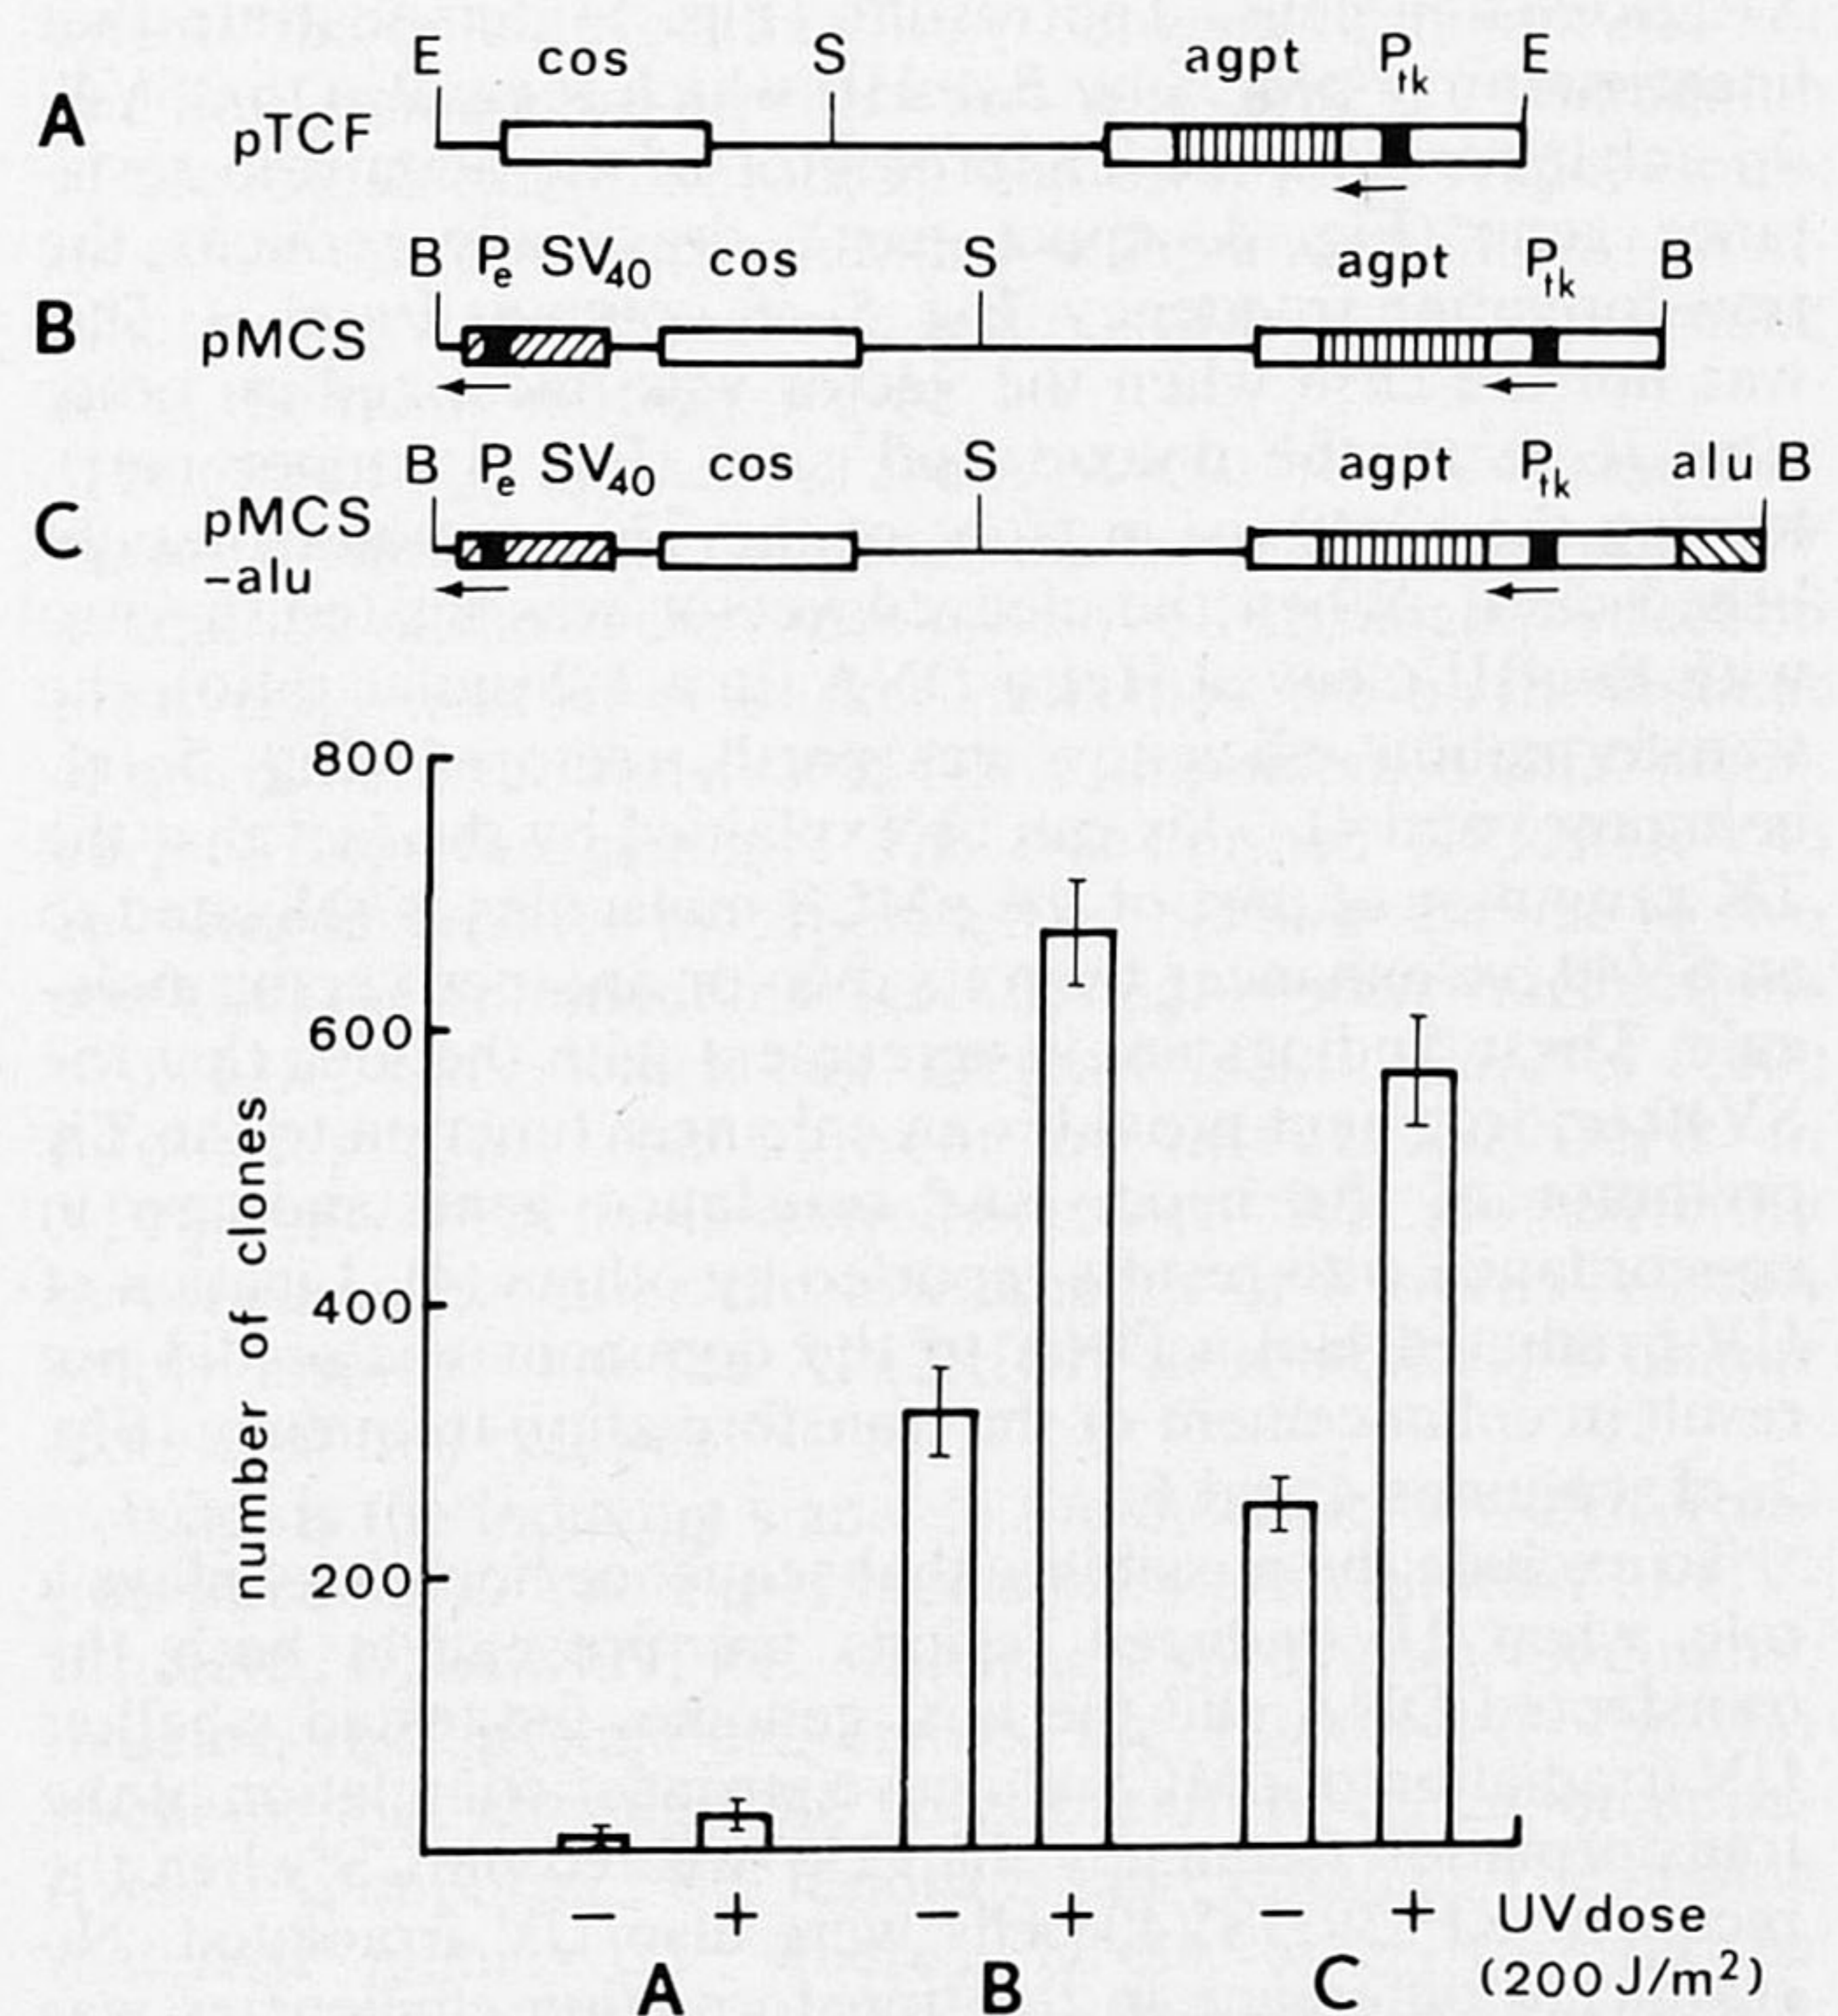 E cos S agpt Ptk E
A pTCF
B Pe SV40 cos S agpt Ptk B
B pMCS
B Pe SV40 cos S agpt Ptk alu B
C pMCS
-alu
800
600
400
200
number of clones
− + − + − + UV dose
A B C (200 J/m²)